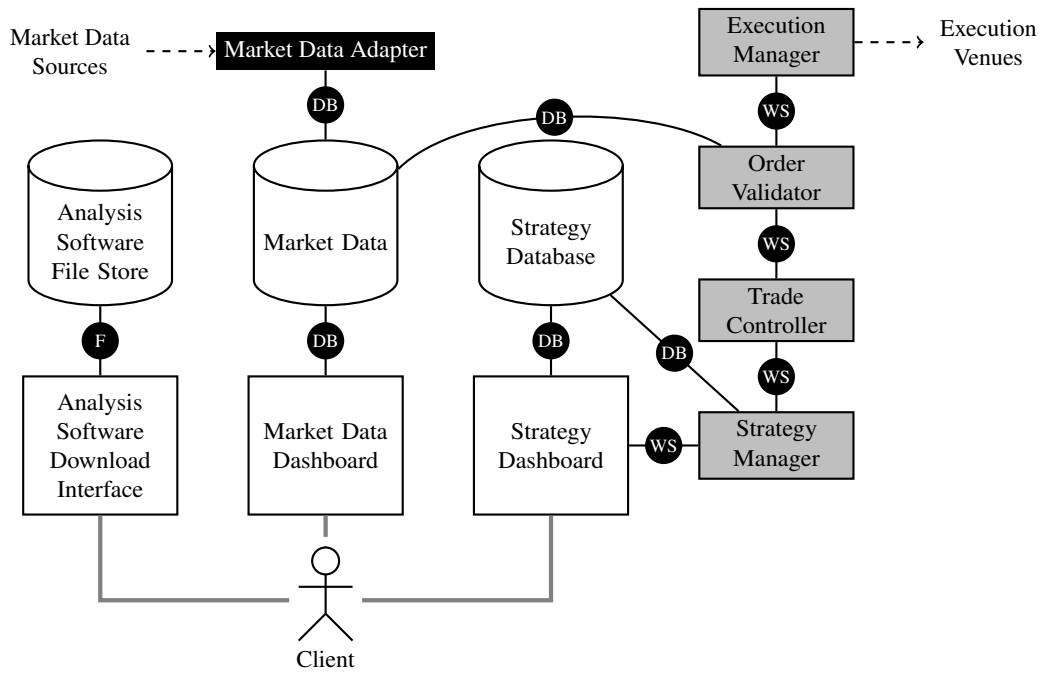 Market Data
Sources
Market Data Adapter
Execution
Manager
Execution
Venues
DB
DB
WS
Analysis
Software
File Store
Market Data
Strategy
Database
Order
Validator
WS
Trade
Controller
F
DB
DB
DB
WS
Analysis
Software
Download
Interface
Market Data
Dashboard
Strategy
Dashboard
WS
Strategy
Manager
Client